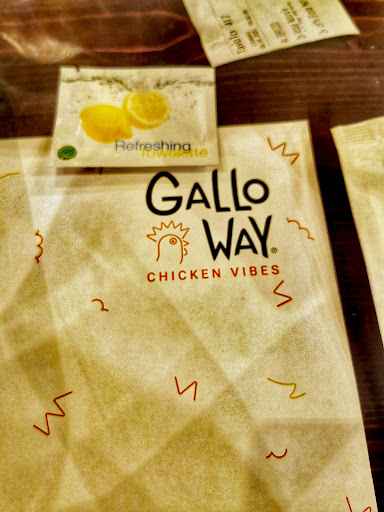 Refreshing
Towelette
GALLO
WAY®
CHICKEN VIBES